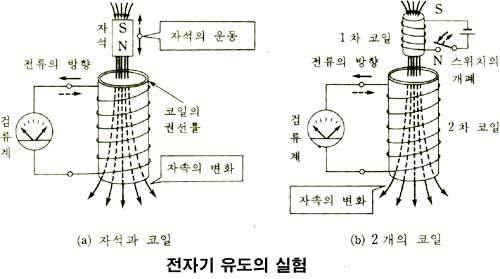 자석
S
N
자석의 운동
전류의 방향
코일의
권선틀
검류계
자속의 변화
(a) 자석과 코일
S
1차 코일
N
스위치의
개폐
전류의 방향
2차 코일
검류계
자속의 변화
(b) 2개의 코일
전자기 유도의 실험